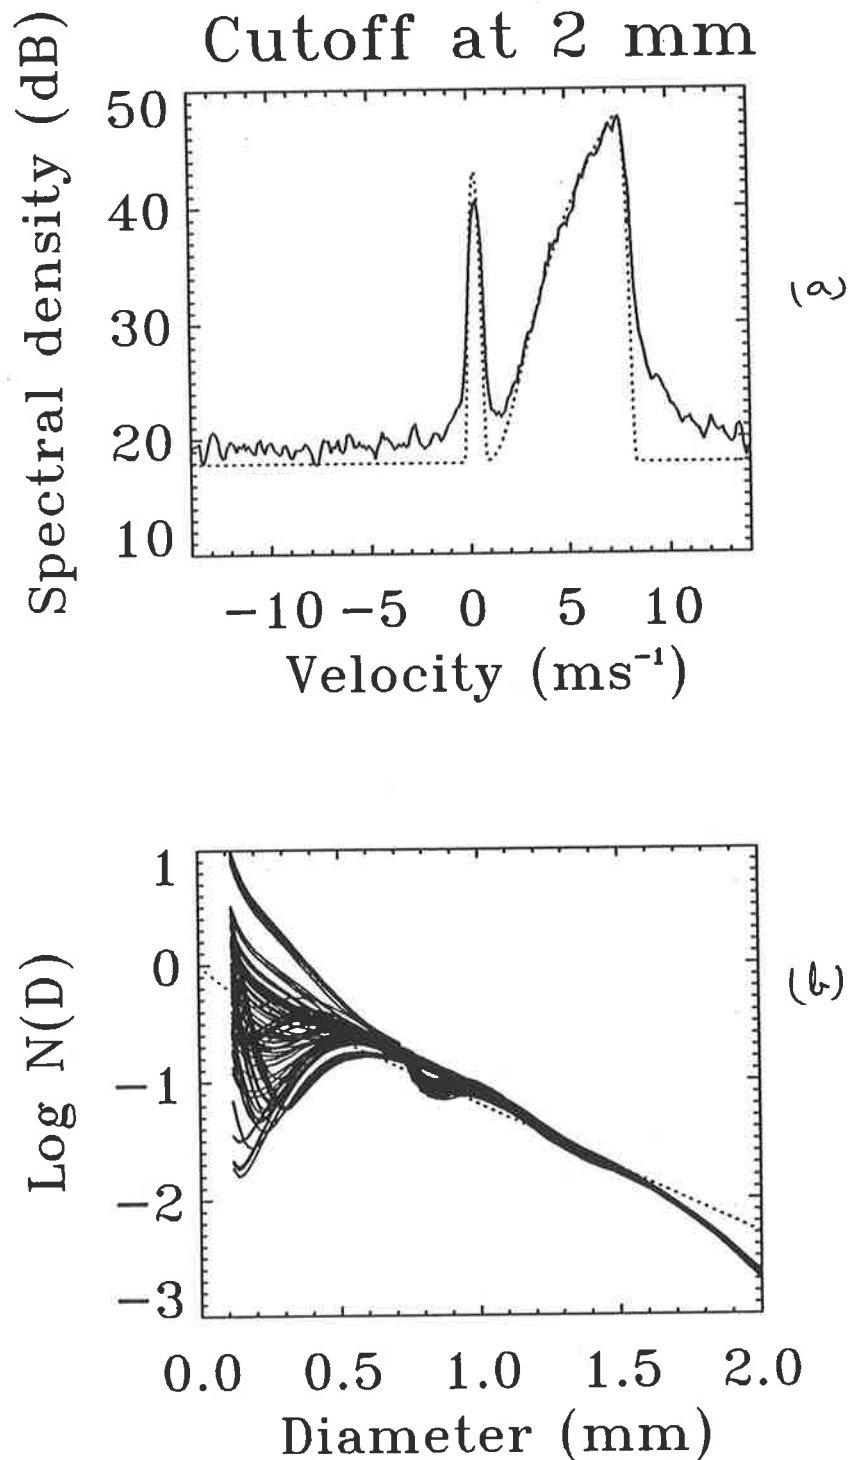 Cutoff at 2 mm
Spectral density (dB)
50
40
30
20
10
−10 −5 0 5 10
Velocity (ms⁻¹)
(a)
Log N(D)
1
0
−1
−2
−3
0.0 0.5 1.0 1.5 2.0
Diameter (mm)
(b)